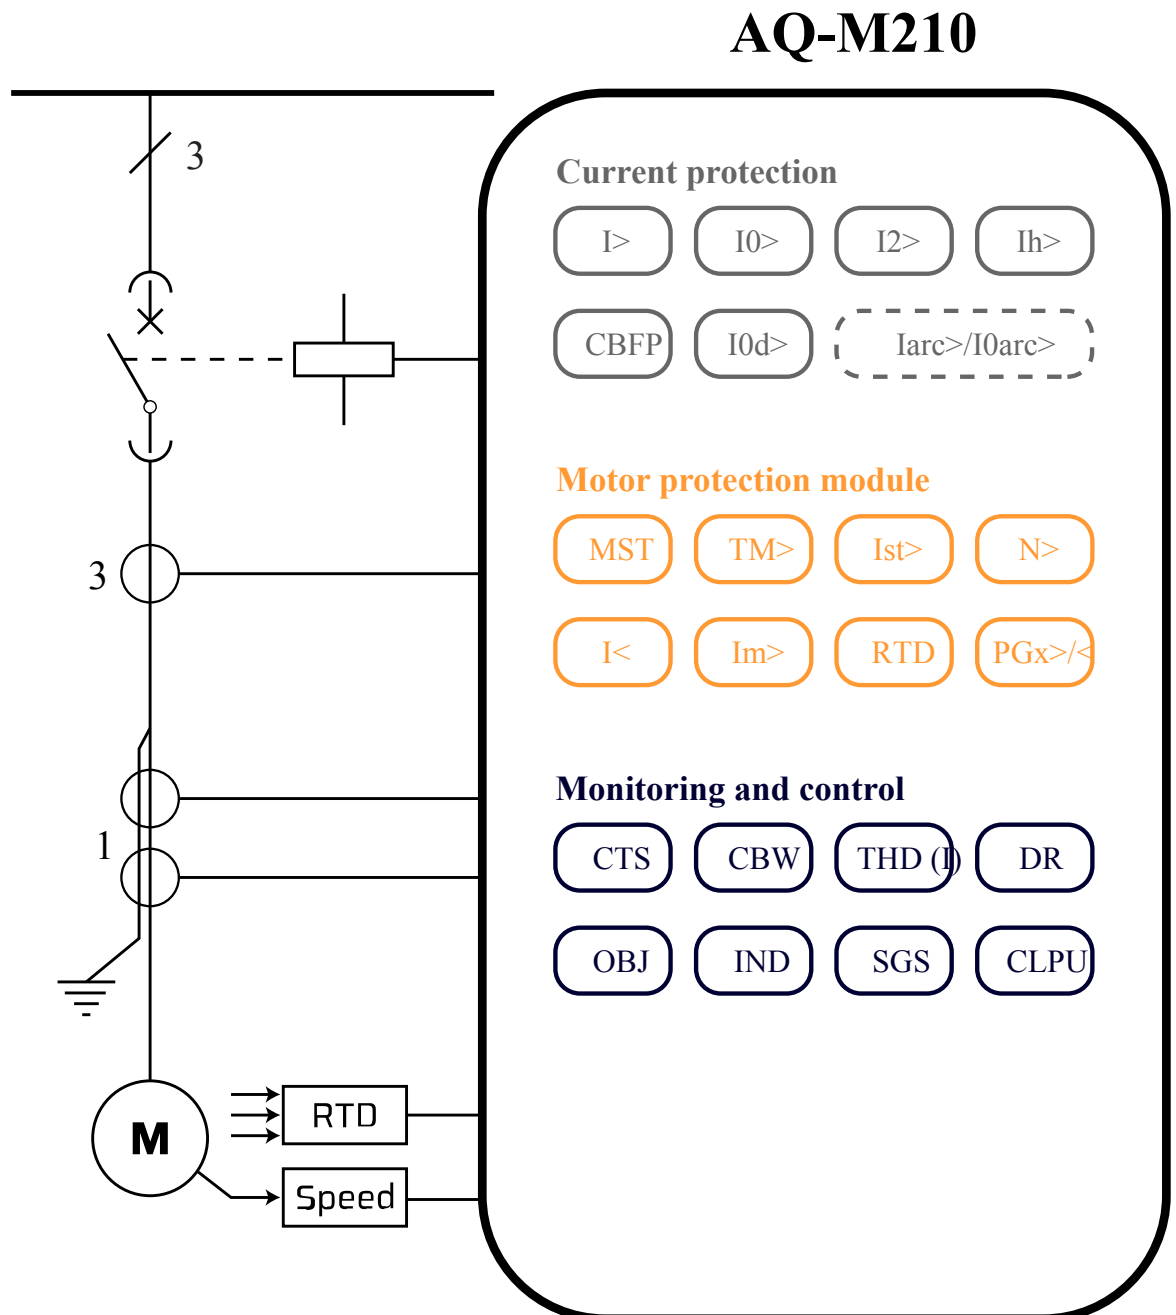 AQ-M210
3
Current protection
I> I0> I2> Ih>
CBFP I0d> Iarc>/I0arc>
Motor protection module
MST TM> Ist> N>
3
I< Im> RTD PGx>/<
Monitoring and control
1
CTS CBW THD (I) DR
OBJ IND SGS CLPU
RTD
M
Speed